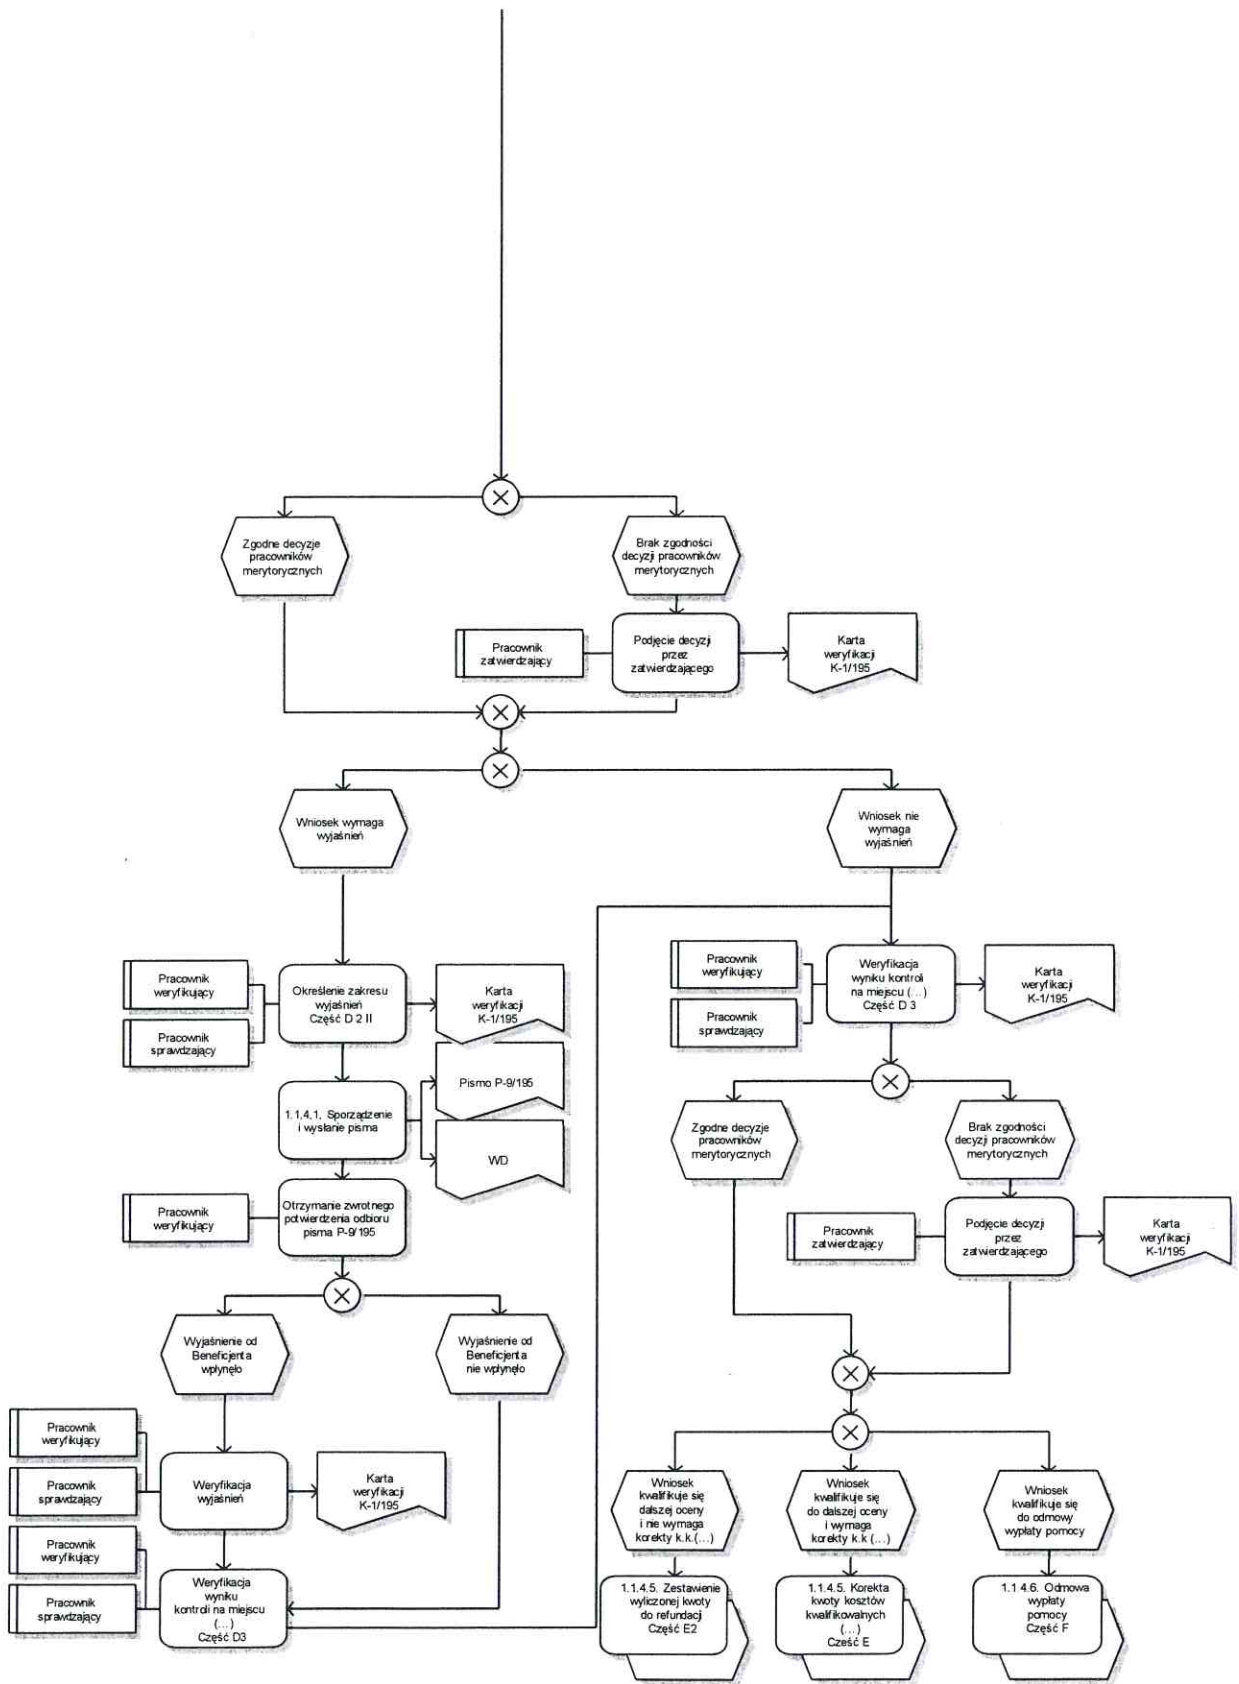 Zgodne decyzje
pracowników
merytorycznych
Brak zgodności
decyzji pracowników
merytorycznych
Pracownik
zatwierdzający
Podjęcie decyzji
przez
zatwierdzającego
Karta
weryfikacji
K-1/195
Wniosek wymaga
wyjaśnień
Wniosek nie
wymaga
wyjaśnień
Pracownik
weryfikujący
Pracownik
sprawdzający
Określenie zakresu
wyjaśnień
Część D 2 II
Karta
weryfikacji
K-1/195
Pracownik
weryfikujący
Pracownik
sprawdzający
Weryfikacja
wyniku kontroli
na miejscu (...)
Część D 3
Karta
weryfikacji
K-1/195
1.1.4.1. Sporządzenie
i wysłanie pisma
Pismo P-9/195
WD
Zgodne decyzje
pracowników
merytorycznych
Brak zgodności
decyzji pracowników
merytorycznych
Pracownik
weryfikujący
Otrzymanie zwrotnego
potwierdzenia odbioru
pisma P-9/195
Pracownik
zatwierdzający
Podjęcie decyzji
przez
zatwierdzającego
Karta
weryfikacji
K-1/195
Wyjaśnienie od
Beneficjenta
wpłynęło
Wyjaśnienie od
Beneficjenta
nie wpłynęło
Pracownik
weryfikujący
Pracownik
sprawdzający
Weryfikacja
wyjaśnień
Karta
weryfikacji
K-1/195
Pracownik
weryfikujący
Pracownik
sprawdzający
Weryfikacja
wyniku
kontroli na miejscu
(...)
Część D3
Wniosek
kwalifikuje się
dalszej oceny
i nie wymaga
korekty k.k.(...)
Wniosek
kwalifikuje się
do dalszej oceny
i wymaga
korekty k.k (...)
Wniosek
kwalifikuje się
do odmowy
wypłaty pomocy
1.1.4.5. Zestawienie
wyliczonej kwoty
do refundacji
Część E2
1.1.4.5. Korekta
kwoty kosztów
kwalifikowalnych
(...)
Cześć E
1.1 4.6. Odmowa
wypłaty
pomocy
Część F